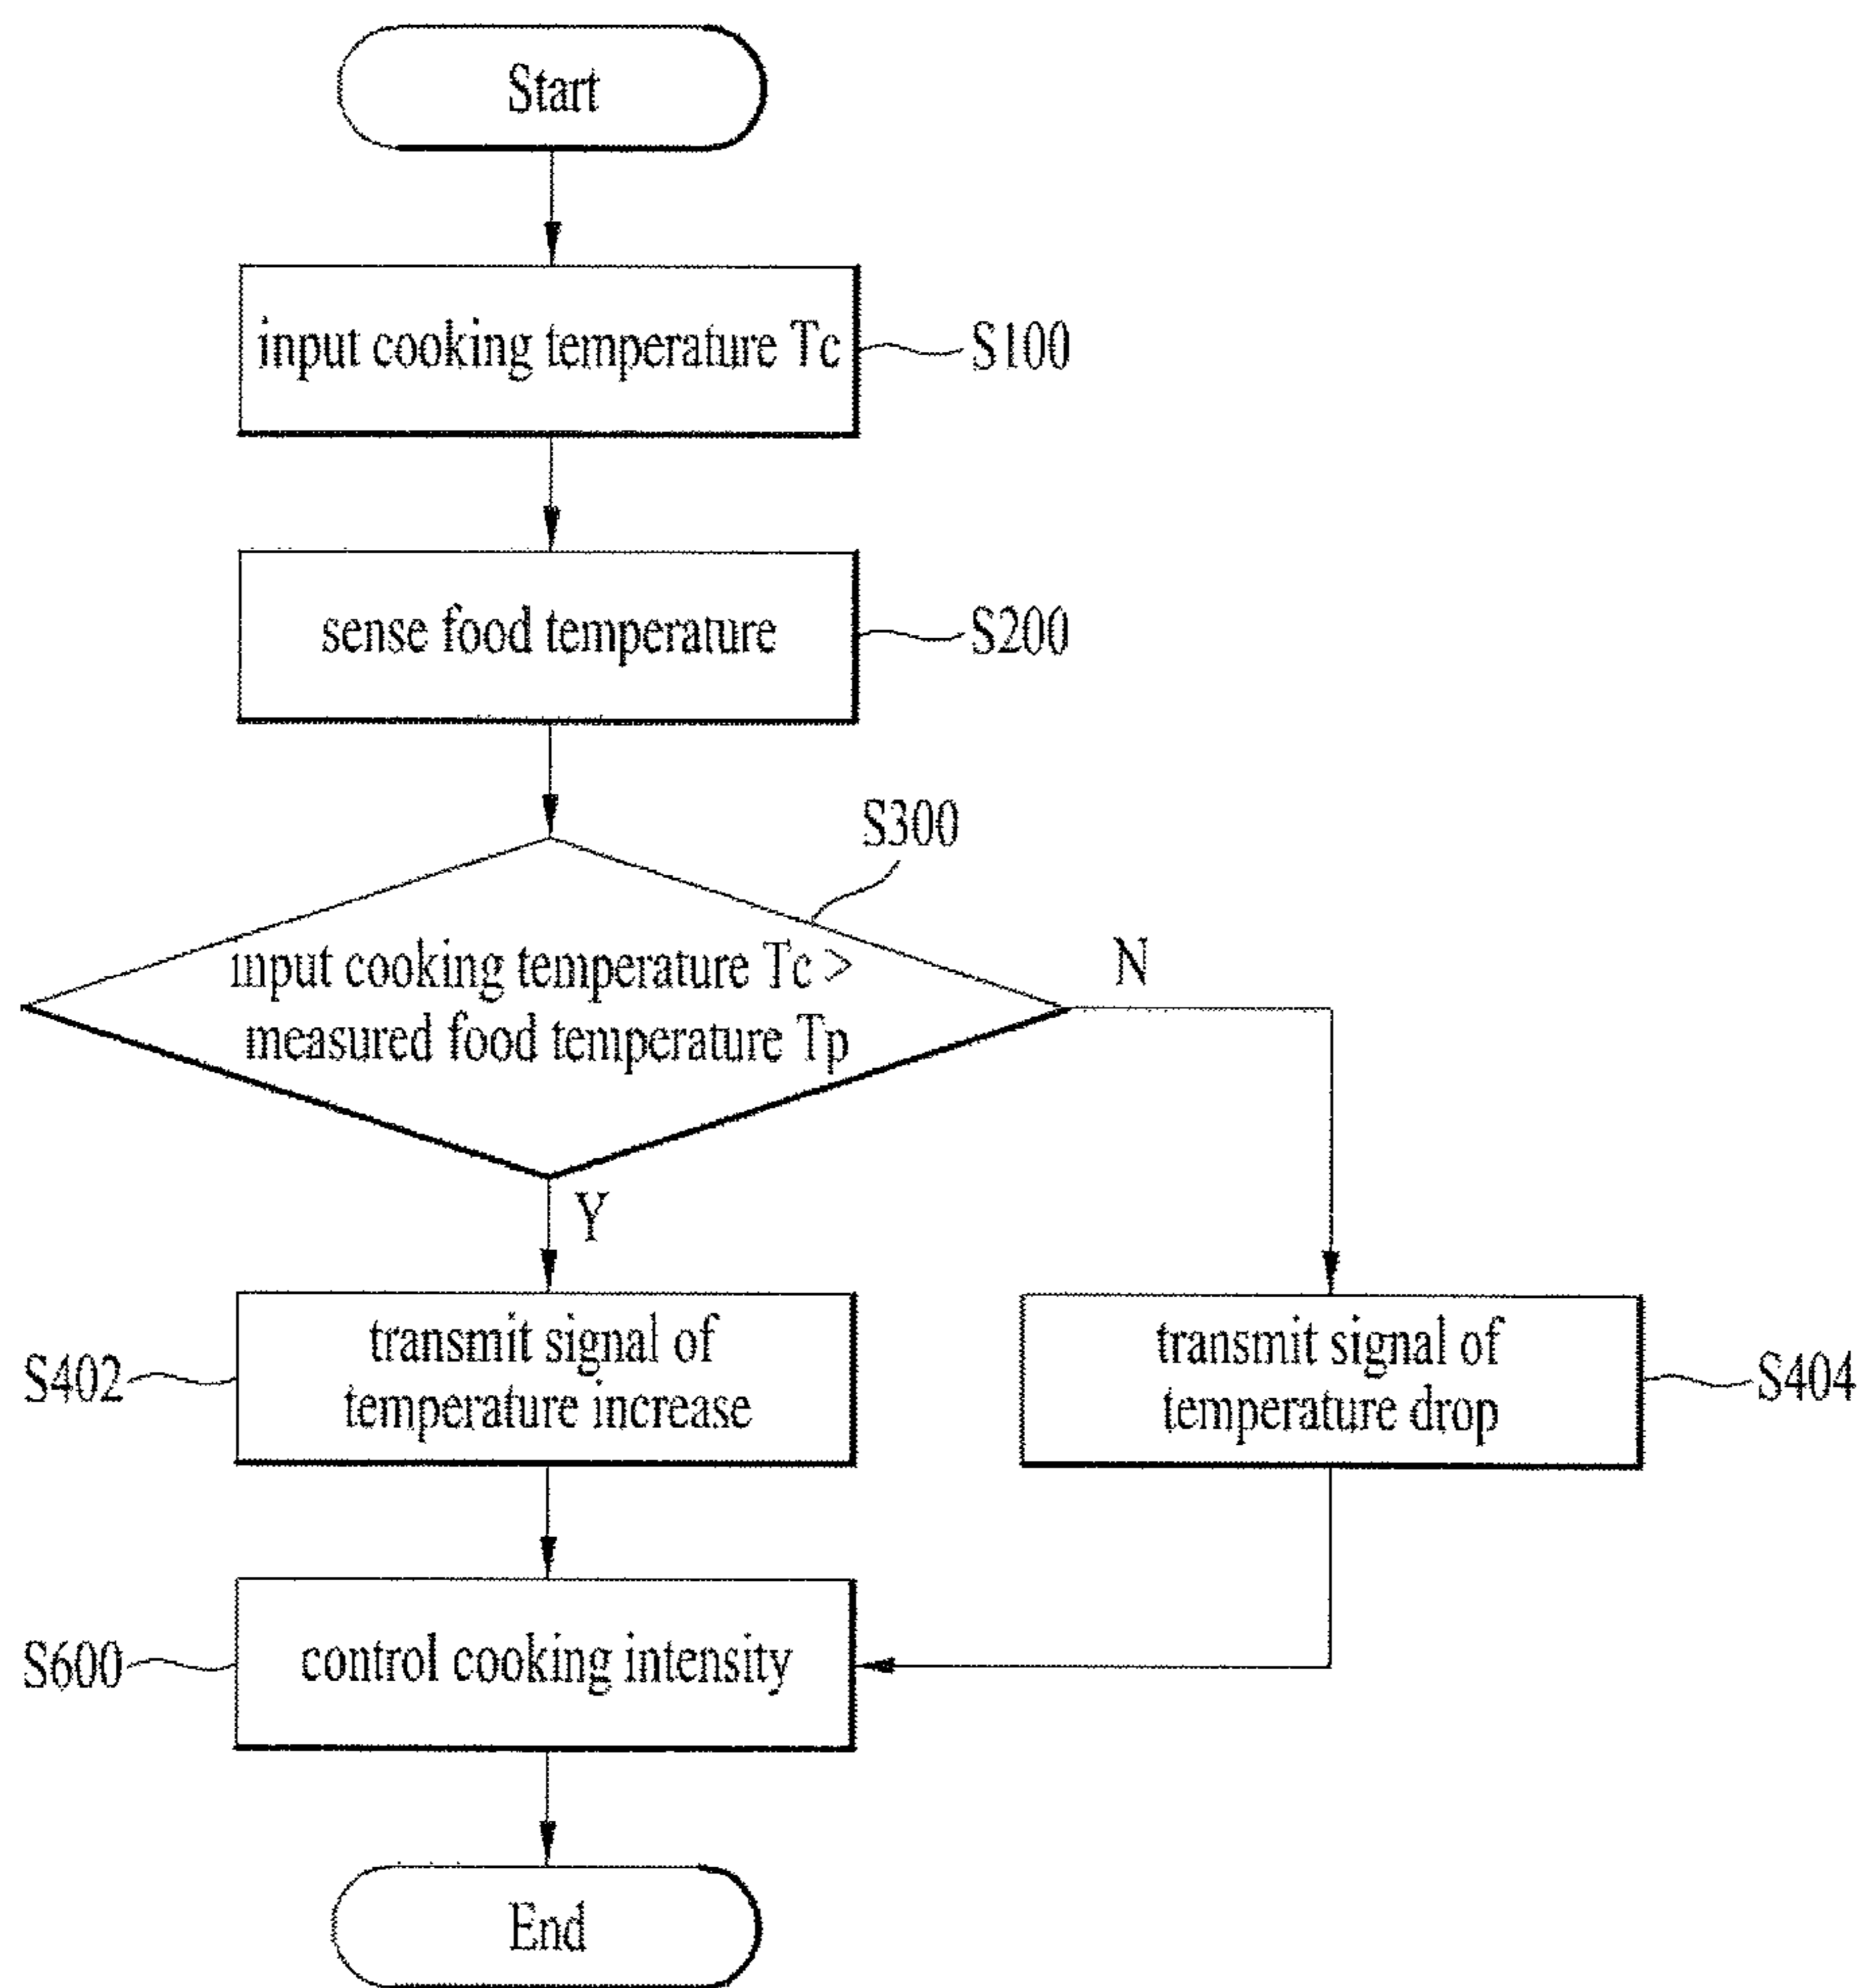 Start
input cooking temperature Tc
S100
sense food temperature
S200
S300
input cooking temperature Tc >
measured food temperature Tp
N
Y
transmit signal of
temperature increase
S402
transmit signal of
temperature drop
S404
control cooking intensity
S600
End